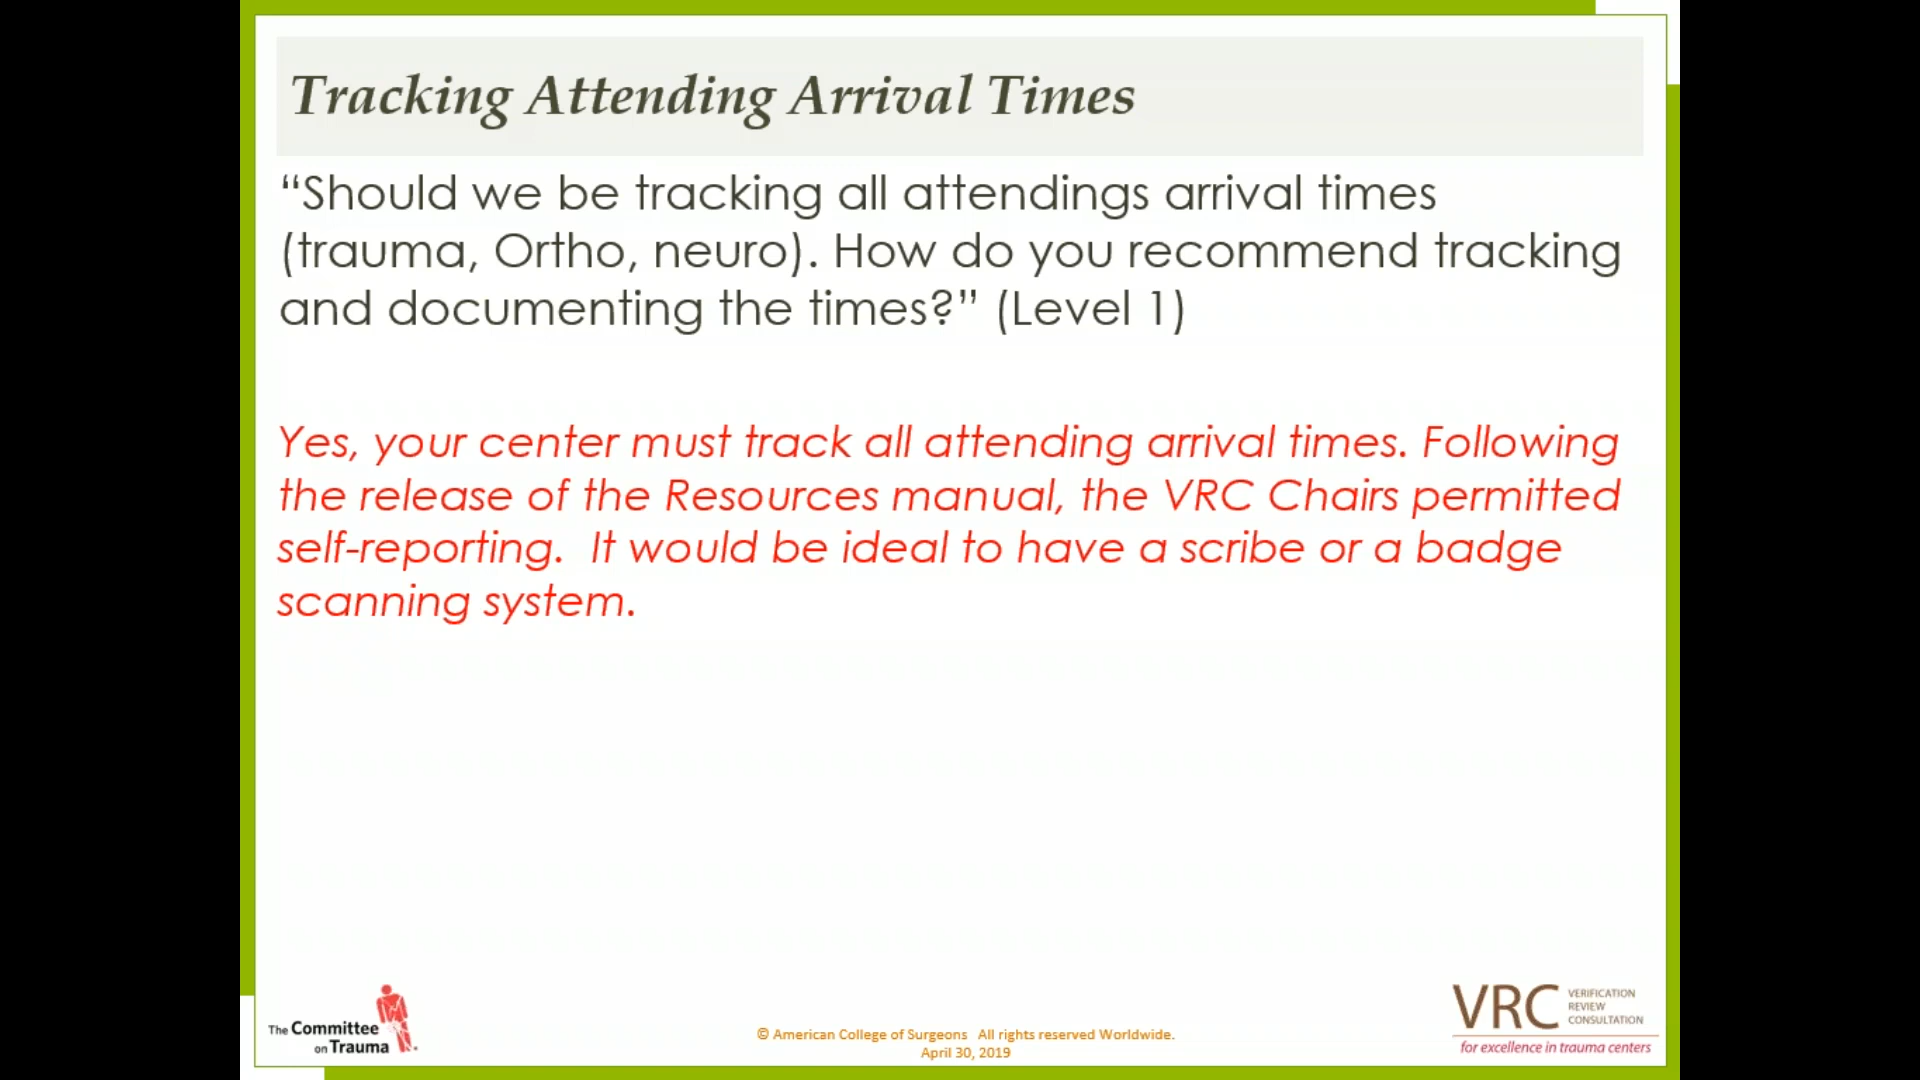 Tracking Attending Arrival Times
“Should we be tracking all attendings arrival times
(trauma, Ortho, neuro). How do you recommend tracking
and documenting the times?” (Level 1)
Yes, your center must track all attending arrival times. Following
the release of the Resources manual, the VRC Chairs permitted
self-reporting.  It would be ideal to have a scribe or a badge
scanning system.
The Committee
on Trauma
© American College of Surgeons   All rights reserved Worldwide.
April 30, 2019
VRC
VERIFICATION
REVIEW
CONSULTATION
for excellence in trauma centers